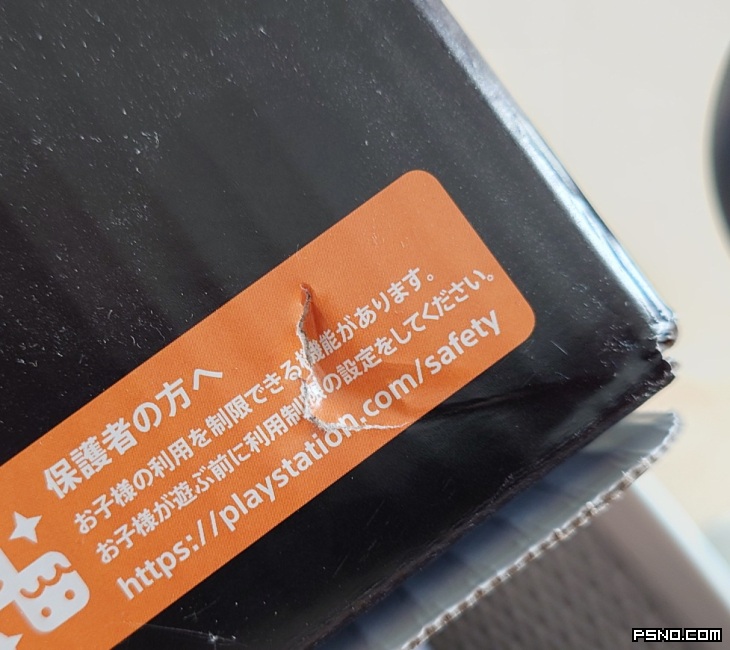 保護者の方へ
お子様の利用を制限できる機能があります。
お子様が遊ぶ前に利用制の設定をしてください。
https://playstation.com/safety
PSNO.COM